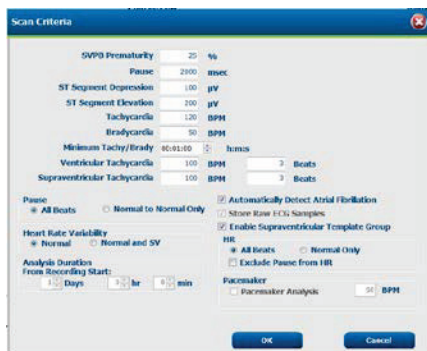 Scan Criteria
SVPB Prematurity 25 %
Pause 2000 msec
ST Segment Depression 100 µV
ST Segment Elevation 200 µV
Tachycardia 120 BPM
Bradycardia 50 BPM
Minimum Tachy/Brady 00:01:00 h:m:s
Ventricular Tachycardia 100 BPM 3 Beats
Supraventricular Tachycardia 100 BPM 3 Beats
Pause
All Beats Normal to Normal Only
Heart Rate Variability
Normal Normal and SV
Analysis Duration
From Recording Start:
Days hr min
Automatically Detect Atrial Fibrillation
Store Raw ECG Samples
Enable Supraventricular Template Group
HR
All Beats Normal Only
Exclude Pause from HR
Pacemaker
Pacemaker Analysis 50 BPM
OK Cancel